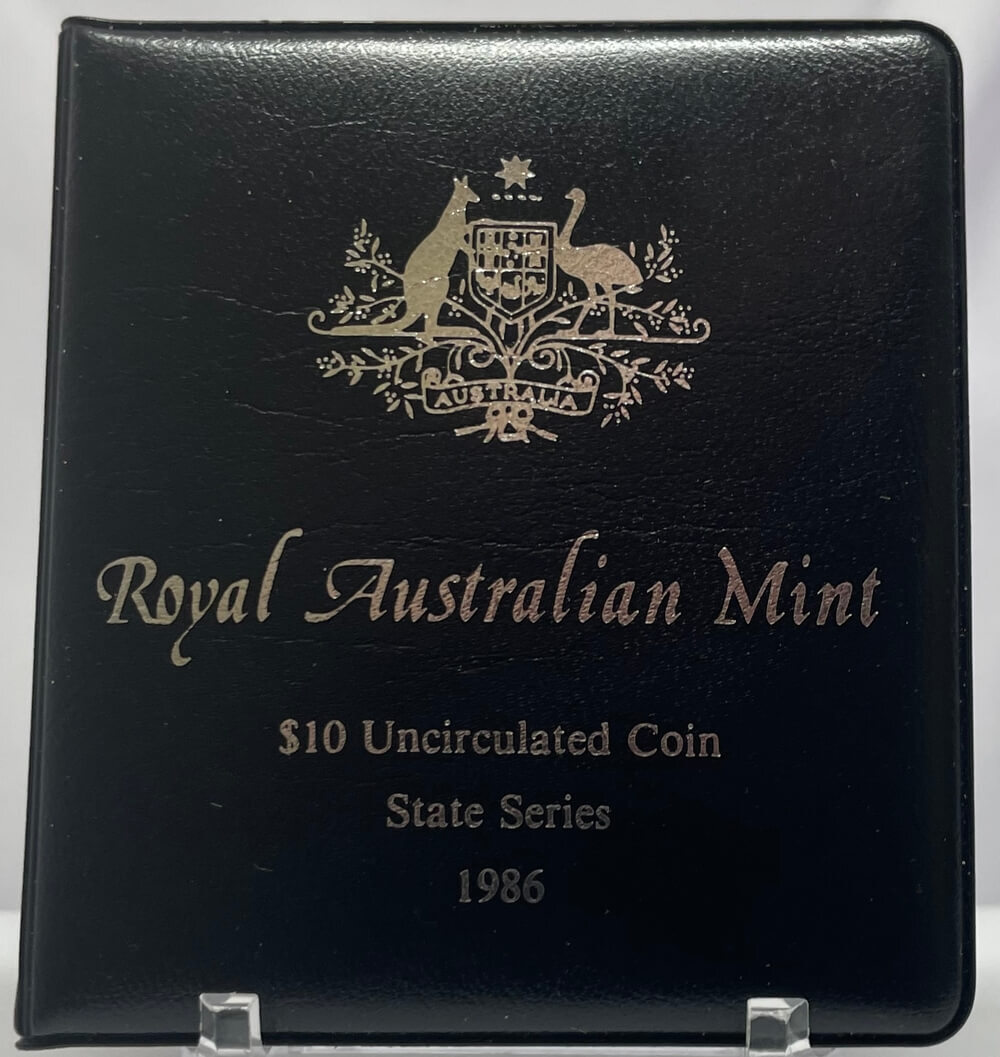 AUSTRALIA
Royal Australian Mint
$10 Uncirculated Coin
State Series
1986